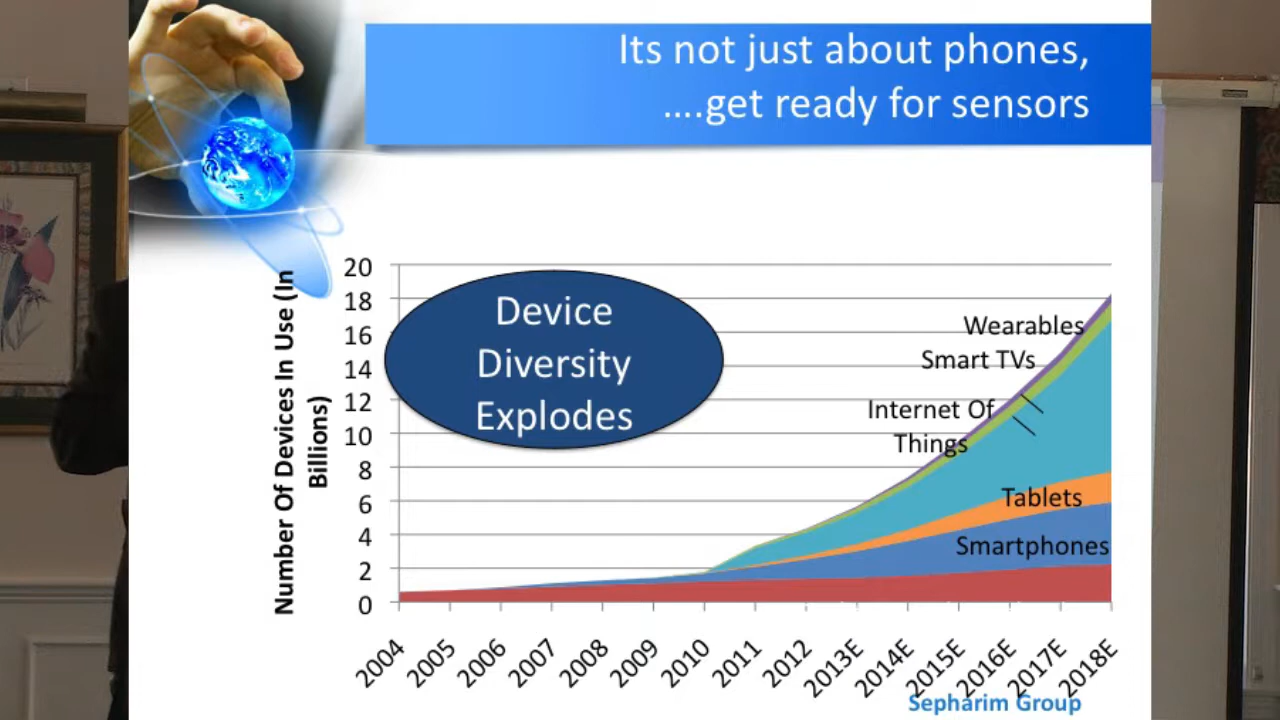 Its not just about phones,
....get ready for sensors
Device
Diversity
Explodes
Number Of Devices In Use (In
Billions)
20
18
16
14
12
10
8
6
4
2
0
Wearables
Smart TVs
Internet Of
Things
Tablets
Smartphones
2004
2005
2006
2007
2008
2009
2010
2011
2012
2013E
2014E
2015E
2016E
2017E
2018E
Sepharim Group